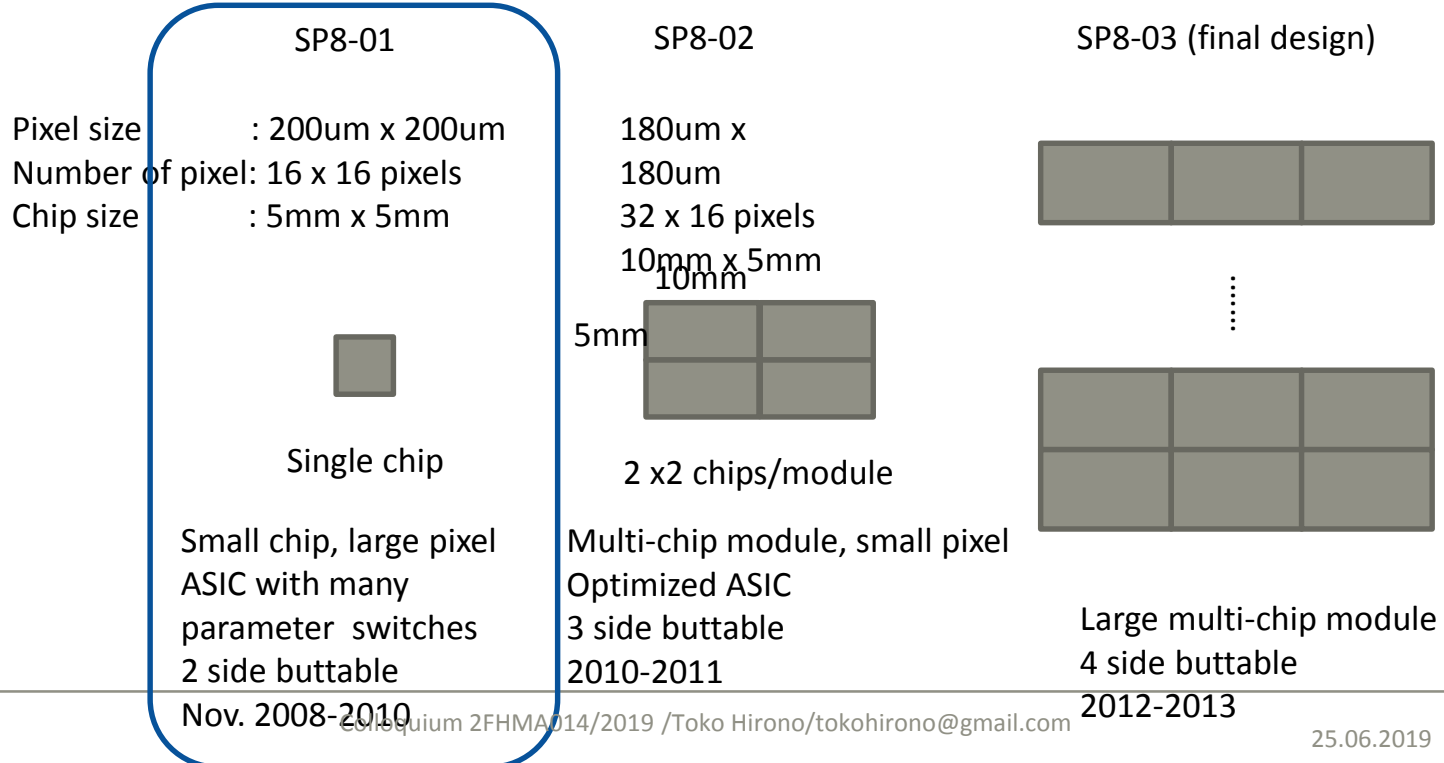 SP8-01
SP8-02
SP8-03 (final design)
Pixel size : 200um x 200um
Number of pixel: 16 x 16 pixels
Chip size : 5mm x 5mm
180um x
180um
32 x 16 pixels
10mm x 5mm
10mm
5mm
.......
Single chip
2 x2 chips/module
Small chip, large pixel
ASIC with many
parameter switches
2 side buttable
Nov. 2008-2010
Multi-chip module, small pixel
Optimized ASIC
3 side buttable
2010-2011
Large multi-chip module
4 side buttable
2012-2013
Colloquium 2FHMA014/2019 /Toko Hirono/tokohirono@gmail.com
25.06.2019